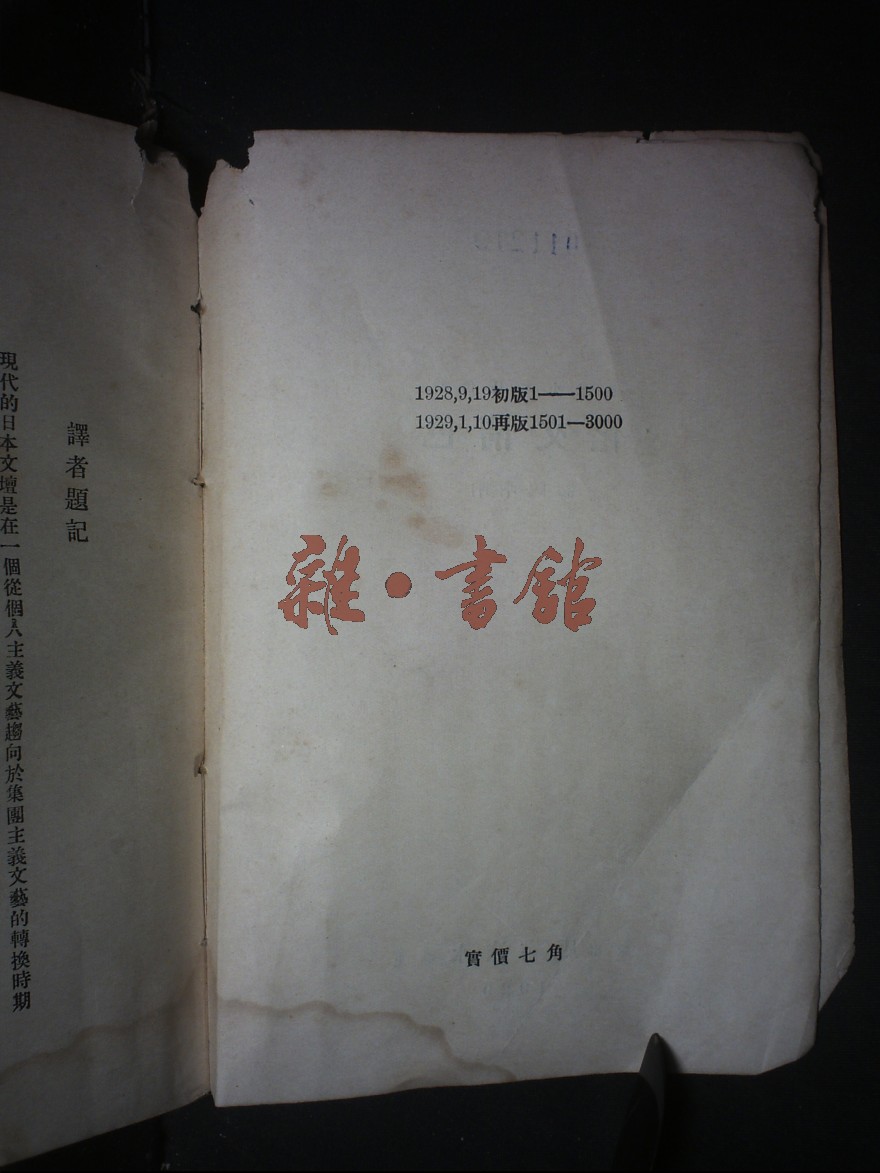 1928,9,19初版1——1500
1929,1,10再版1501—3000
雜·書館
實價七角
譯者題記
現代的日本文壇是在一個從個人主義文藝趨向於集團主義文藝的轉換時期